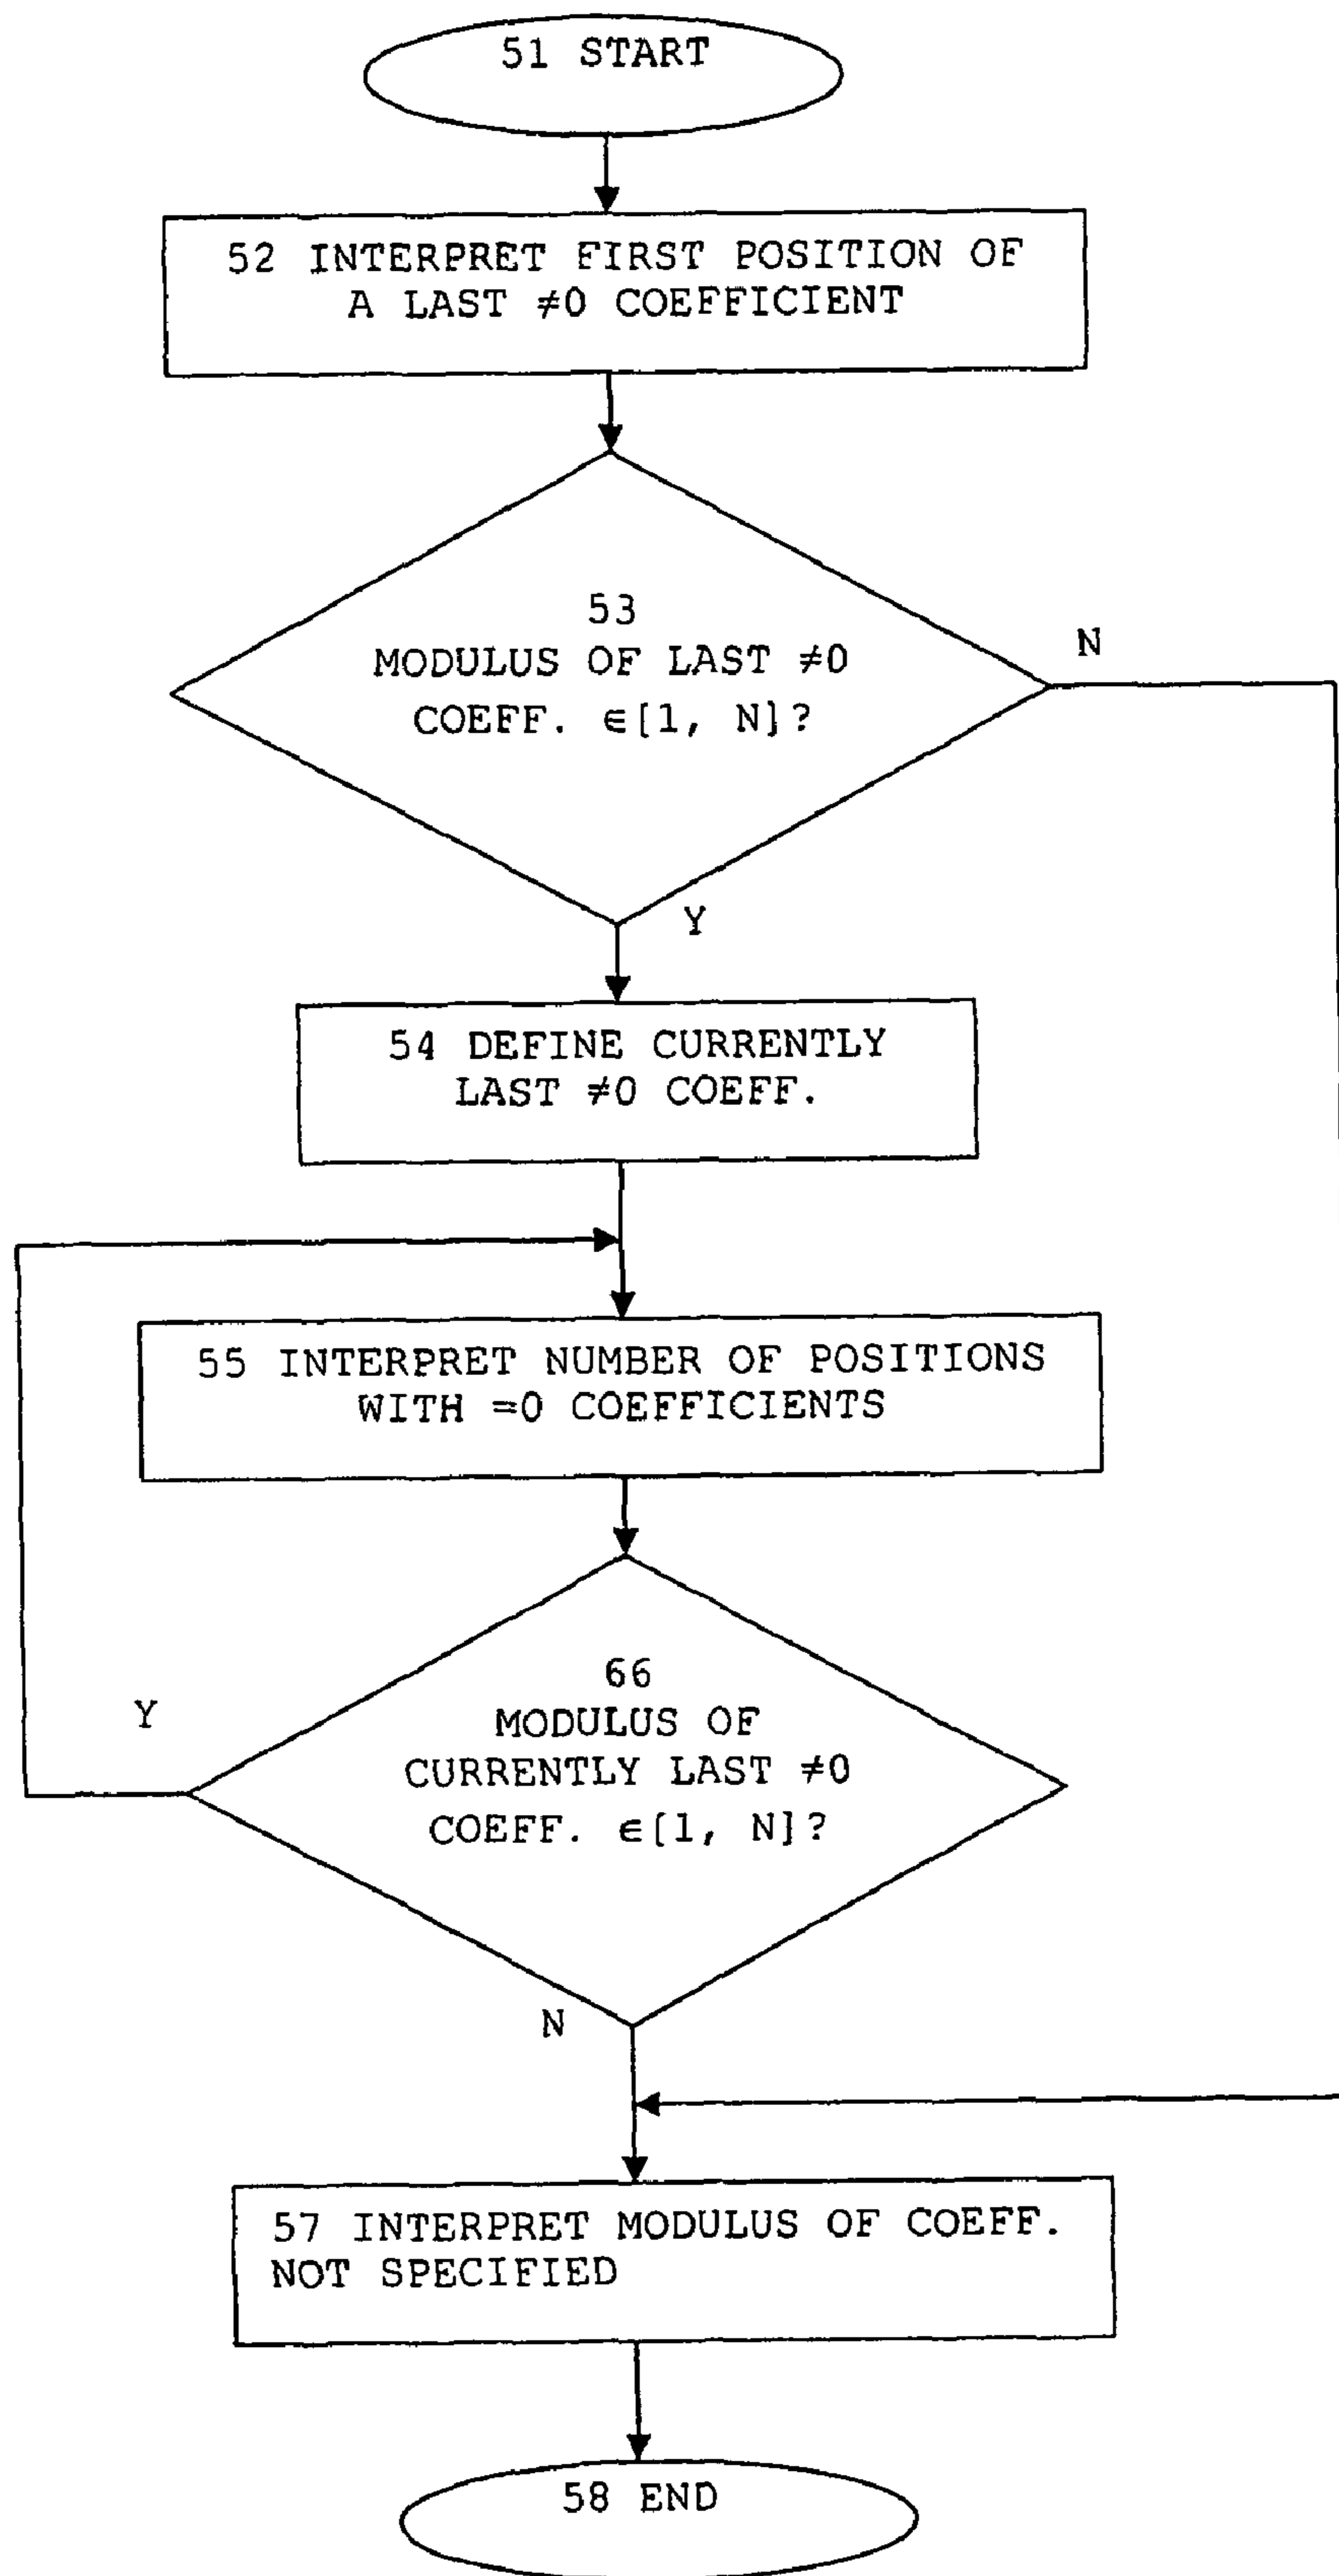 51 START
52 INTERPRET FIRST POSITION OF
A LAST ≠0 COEFFICIENT
53
MODULUS OF LAST ≠0
COEFF. ∈[1, N]?
N
Y
54 DEFINE CURRENTLY
LAST ≠0 COEFF.
55 INTERPRET NUMBER OF POSITIONS
WITH =0 COEFFICIENTS
66
MODULUS OF
CURRENTLY LAST ≠0
COEFF. ∈[1, N]?
Y
N
57 INTERPRET MODULUS OF COEFF.
NOT SPECIFIED
58 END